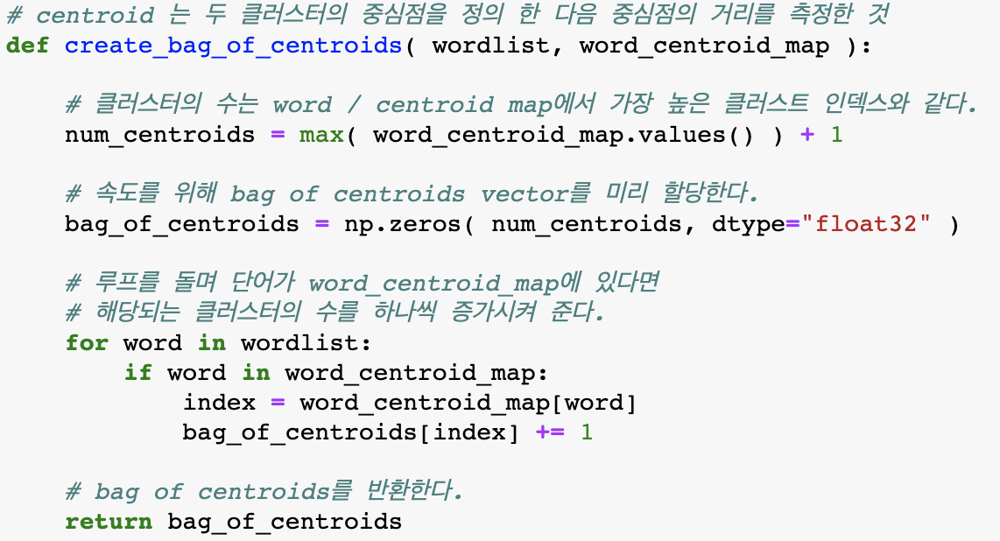 # centroid 는 두 클러스터의 중심점을 정의 한 다음 중심점의 거리를 측정한 것
def create_bag_of_centroids( wordlist, word_centroid_map ):
# 클러스터의 수는 word / centroid map에서 가장 높은 클러스트 인덱스와 같다.
num_centroids = max( word_centroid_map.values() ) + 1
# 속도를 위해 bag of centroids vector를 미리 할당한다.
bag_of_centroids = np.zeros( num_centroids, dtype="float32" )
# 루프를 돌며 단어가 word_centroid_map에 있다면
# 해당되는 클러스터의 수를 하나씩 증가시켜 준다.
for word in wordlist:
if word in word_centroid_map:
index = word_centroid_map[word]
bag_of_centroids[index] += 1
# bag of centroids를 반환한다.
return bag_of_centroids